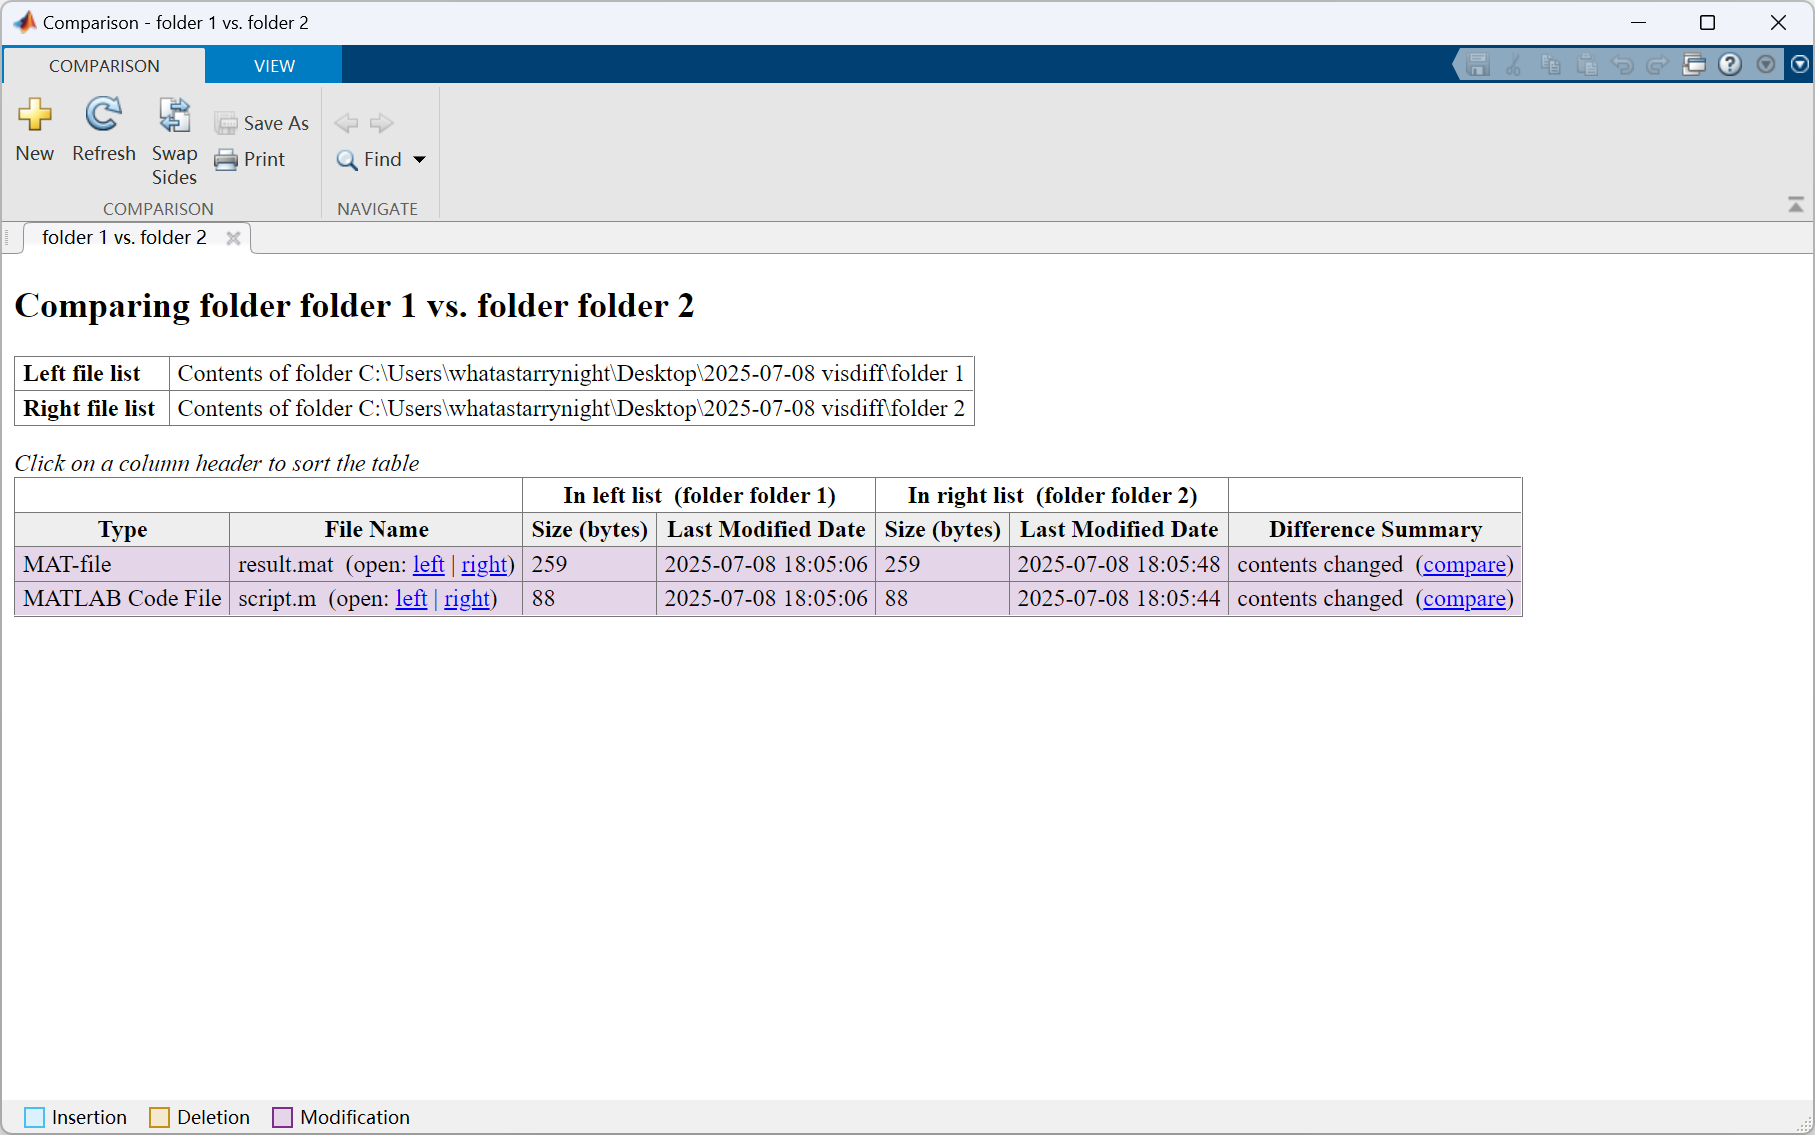 Comparison - folder 1 vs. folder 2
COMPARISON VIEW
New Refresh Swap Sides Save As Print Find
COMPARISON NAVIGATE
folder 1 vs. folder 2
Comparing folder folder 1 vs. folder folder 2
Left file list Contents of folder C:\Users\whatastarrynight\Desktop\2025-07-08 visdiff\folder 1
Right file list Contents of folder C:\Users\whatastarrynight\Desktop\2025-07-08 visdiff\folder 2
Click on a column header to sort the table
In left list (folder folder 1) In right list (folder folder 2)
Type File Name Size (bytes) Last Modified Date Size (bytes) Last Modified Date Difference Summary
MAT-file result.mat (open: left | right) 259 2025-07-08 18:05:06 259 2025-07-08 18:05:48 contents changed (compare)
MATLAB Code File script.m (open: left | right) 88 2025-07-08 18:05:06 88 2025-07-08 18:05:44 contents changed (compare)
Insertion Deletion Modification